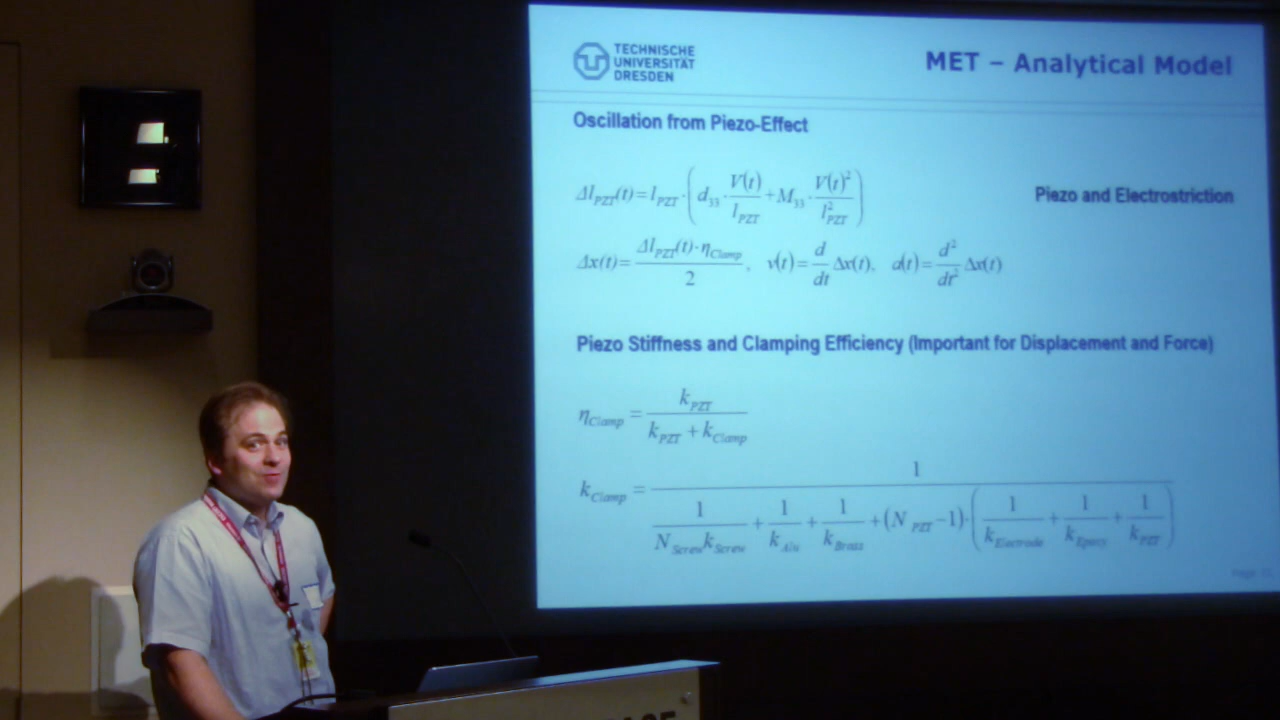 TECHNISCHE
UNIVERSITÄT
DRESDEN
MET – Analytical Model
Oscillation from Piezo-Effect
Δl_PZT(t) = l_PZT · ( d_33 · V(t)/l_PZT + M_33 · V(t)²/l²_PZT )
Piezo and Electrostriction
Δx(t) = Δl_PZT(t)·η_Clamp / 2, v(t) = d/dt Δx(t), a(t) = d²/dt² Δx(t)
Piezo Stiffness and Clamping Efficiency (Important for Displacement and Force)
η_Clamp = k_PZT / (k_PZT + k_Clamp)
k_Clamp = 1 / ( 1/(N_Screw k_Screw) + 1/k_Alu + 1/k_Brass + (N_PZT −1)·( 1/k_Electrode + 1/k_Epoxy + 1/k_PZT ) )
Page